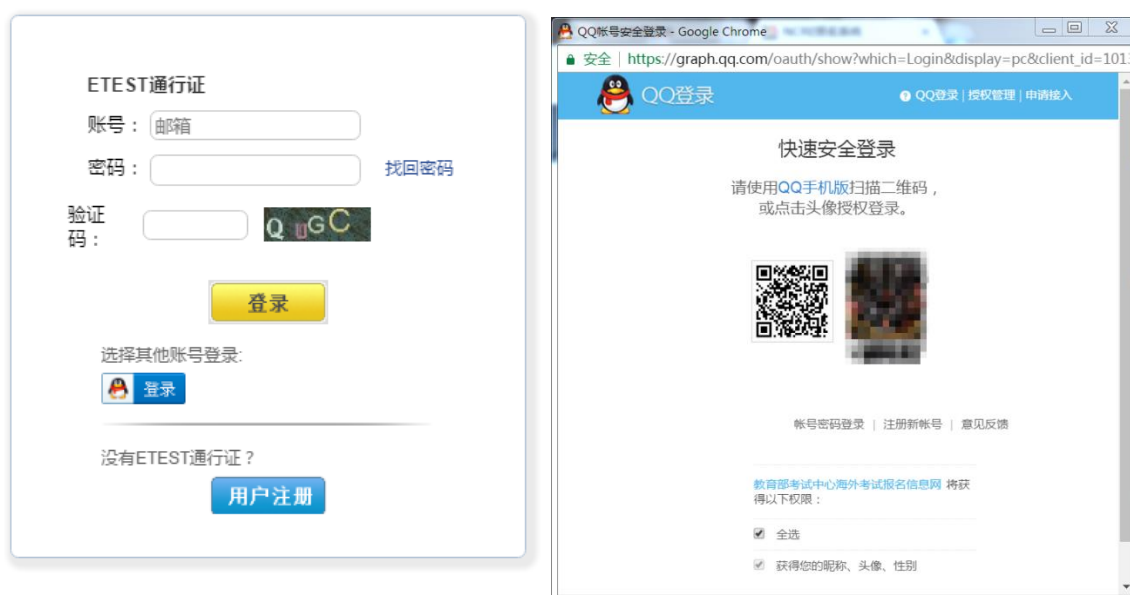 ETEST通行证
账号： 邮箱
密码： 找回密码
验证
码：
Q u G C
登录
选择其他账号登录:
登录
没有ETEST通行证？
用户注册
QQ帐号安全登录 - Google Chrome
安全 | https://graph.qq.com/oauth/show?which=Login&display=pc&client_id=101
QQ登录
QQ登录 | 授权管理 | 申请接入
快速安全登录
请使用QQ手机版扫描二维码，
或点击头像授权登录。
帐号密码登录 | 注册新帐号 | 意见反馈
教育部考试中心海外考试报名信息网 将获
得以下权限：
全选
获得您的昵称、头像、性别